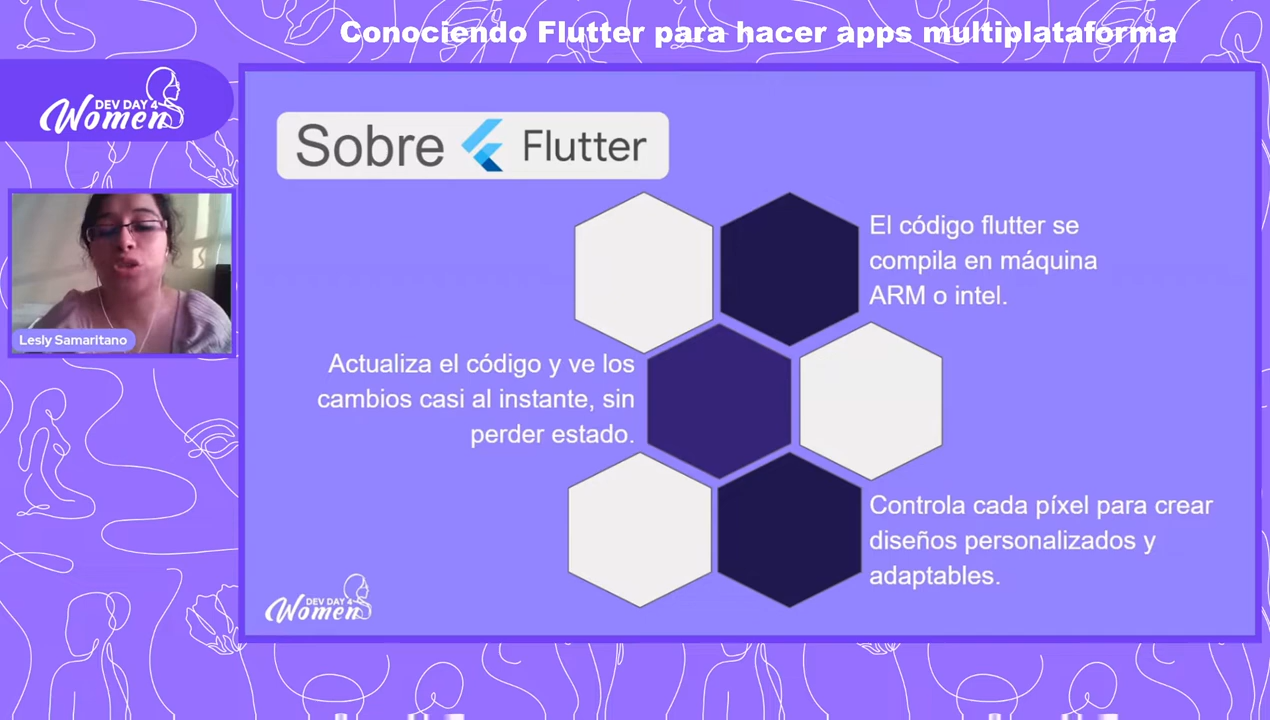 Conociendo Flutter para hacer apps multiplataforma
DEV DAY 4
Women
Sobre Flutter
El código flutter se
compila en máquina
ARM o intel.
Lesly Samaritano
Actualiza el código y ve los
cambios casi al instante, sin
perder estado.
Controla cada píxel para crear
diseños personalizados y
adaptables.
DEV DAY 4
Women